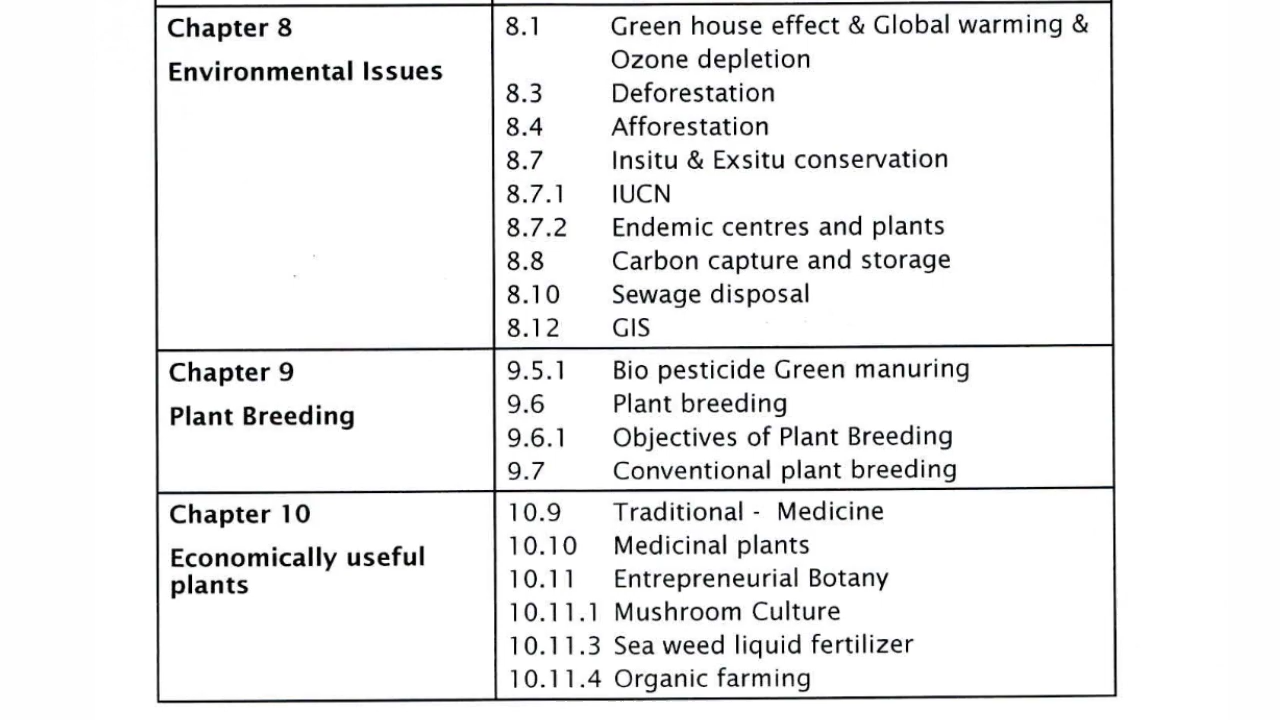 Chapter 8
Environmental Issues
8.1 Green house effect & Global warming &
Ozone depletion
8.3 Deforestation
8.4 Afforestation
8.7 Insitu & Exsitu conservation
8.7.1 IUCN
8.7.2 Endemic centres and plants
8.8 Carbon capture and storage
8.10 Sewage disposal
8.12 GIS
Chapter 9
Plant Breeding
9.5.1 Bio pesticide Green manuring
9.6 Plant breeding
9.6.1 Objectives of Plant Breeding
9.7 Conventional plant breeding
Chapter 10
Economically useful
plants
10.9 Traditional - Medicine
10.10 Medicinal plants
10.11 Entrepreneurial Botany
10.11.1 Mushroom Culture
10.11.3 Sea weed liquid fertilizer
10.11.4 Organic farming